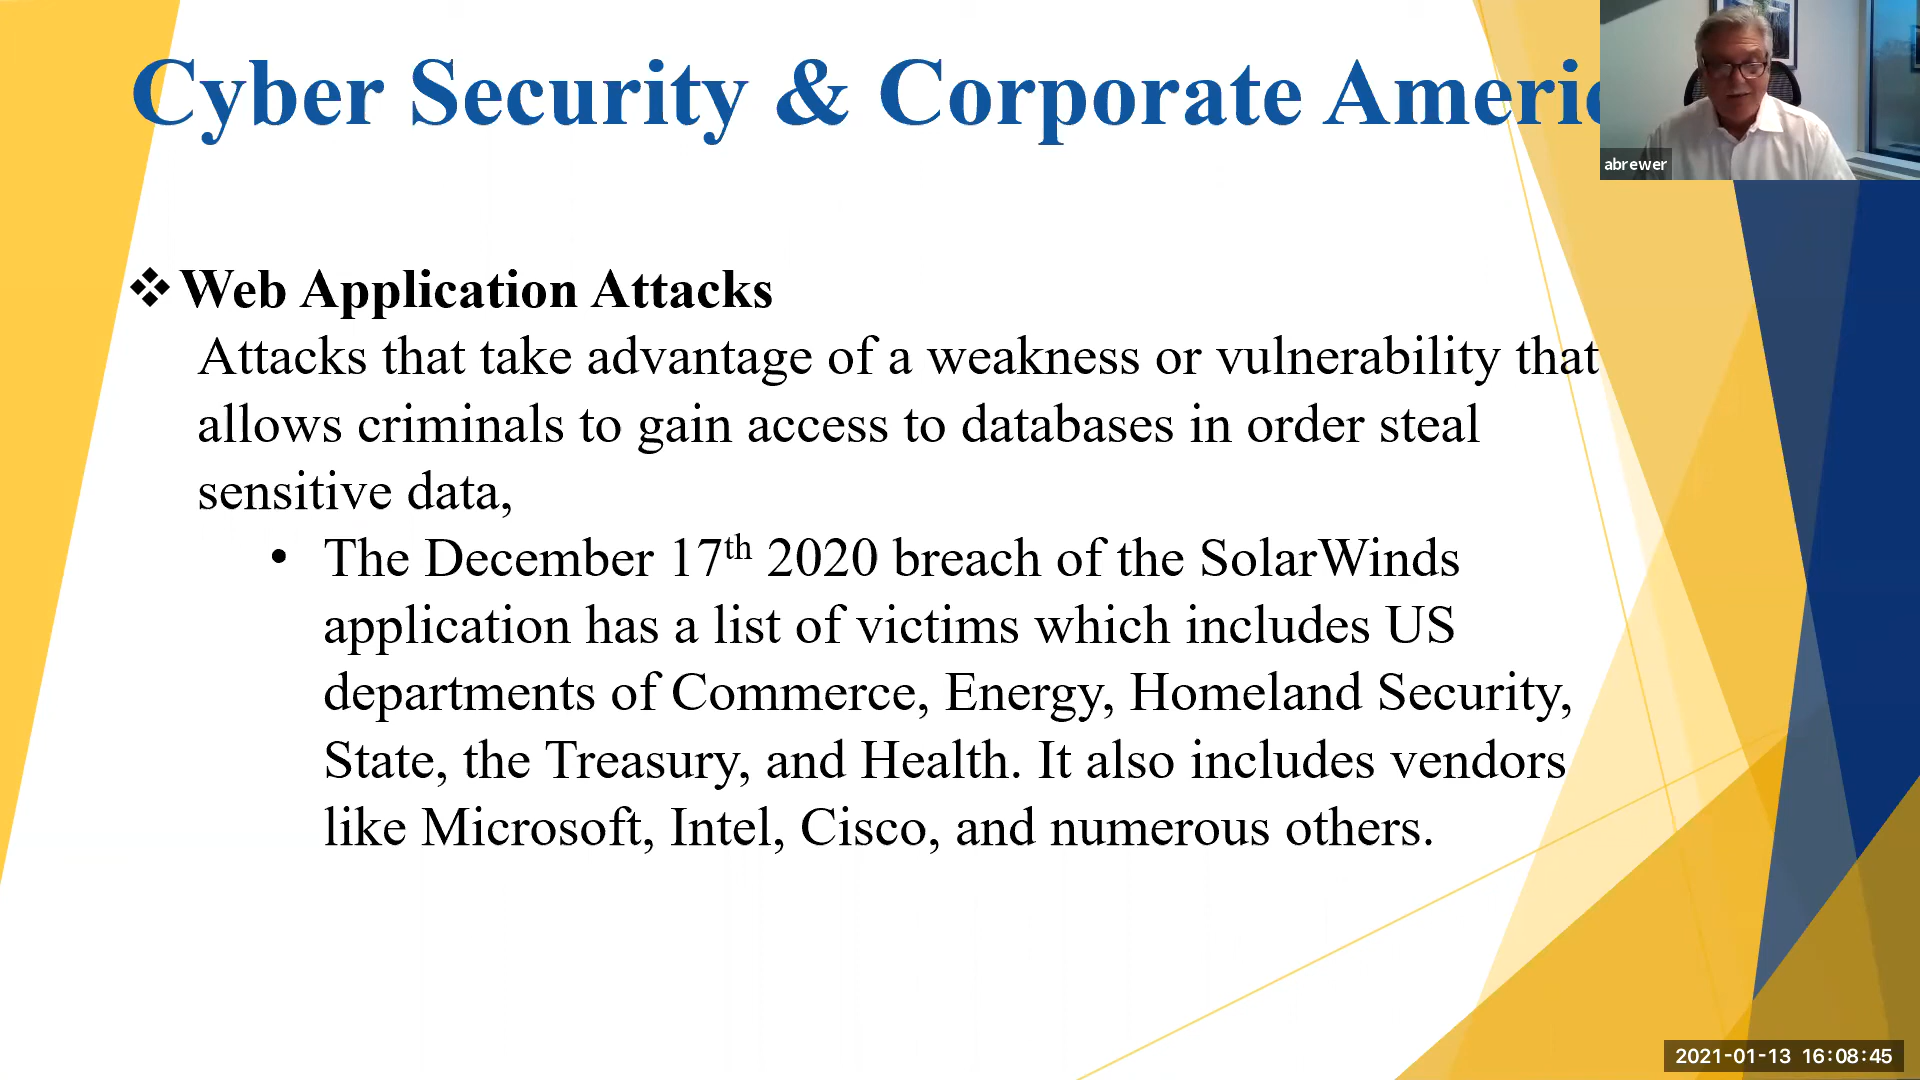 Cyber Security & Corporate Americ
abrewer
❖ Web Application Attacks
Attacks that take advantage of a weakness or vulnerability that
allows criminals to gain access to databases in order steal
sensitive data,
• The December 17th 2020 breach of the SolarWinds
application has a list of victims which includes US
departments of Commerce, Energy, Homeland Security,
State, the Treasury, and Health. It also includes vendors
like Microsoft, Intel, Cisco, and numerous others.
2021-01-13 16:08:45